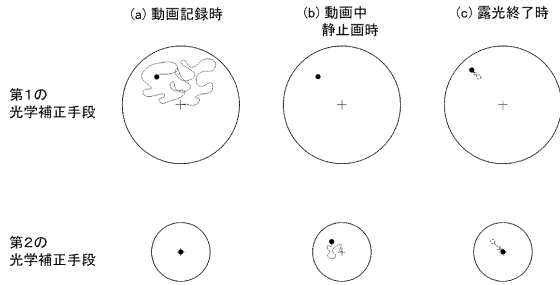 (a) 動画記録時
(b) 動画中
静止画時
(c) 露光終了時
第1の
光学補正手段
第2の
光学補正手段